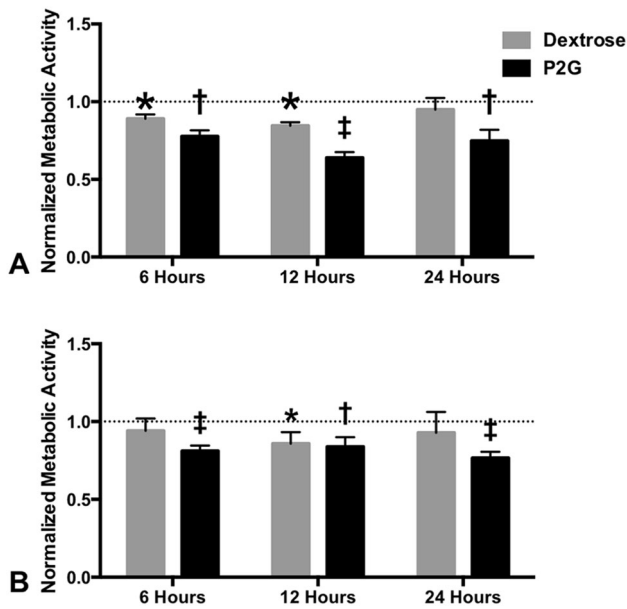 Normalized Metabolic Activity
1.5
1.0
0.5
0.0
* † * ‡ †
Dextrose
P2G
6 Hours 12 Hours 24 Hours
A
Normalized Metabolic Activity
1.5
1.0
0.5
0.0
‡ * † ‡
6 Hours 12 Hours 24 Hours
B